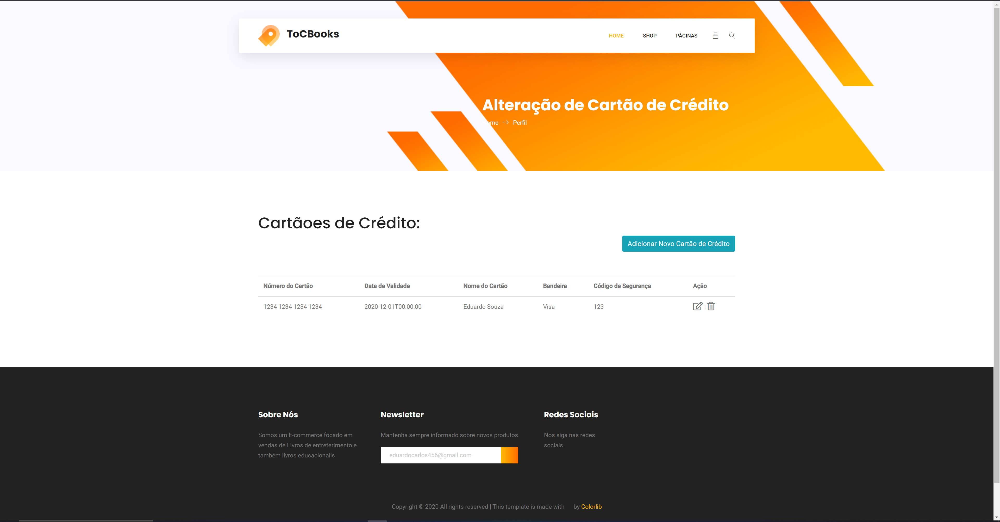 ToCBooks
HOME SHOP PÁGINAS
Alteração de Cartão de Crédito
Home Perfil
Cartãoes de Crédito:
Adicionar Novo Cartão de Crédito
Número do Cartão Data de Validade Nome do Cartão Bandeira Código de Segurança Ação
1234 1234 1234 1234 2020-12-01T00:00:00 Eduardo Souza Visa 123 |
Sobre Nós
Somos um E-commerce focado em
vendas de Livros de entreterimento e
também livros educacionaiis
Newsletter
Mantenha sempre informado sobre novos produtos
eduardocarlos456@gmail.com
Redes Sociais
Nos siga nas redes
sociais
Copyright © 2020 All rights reserved | This template is made with by Colorlib